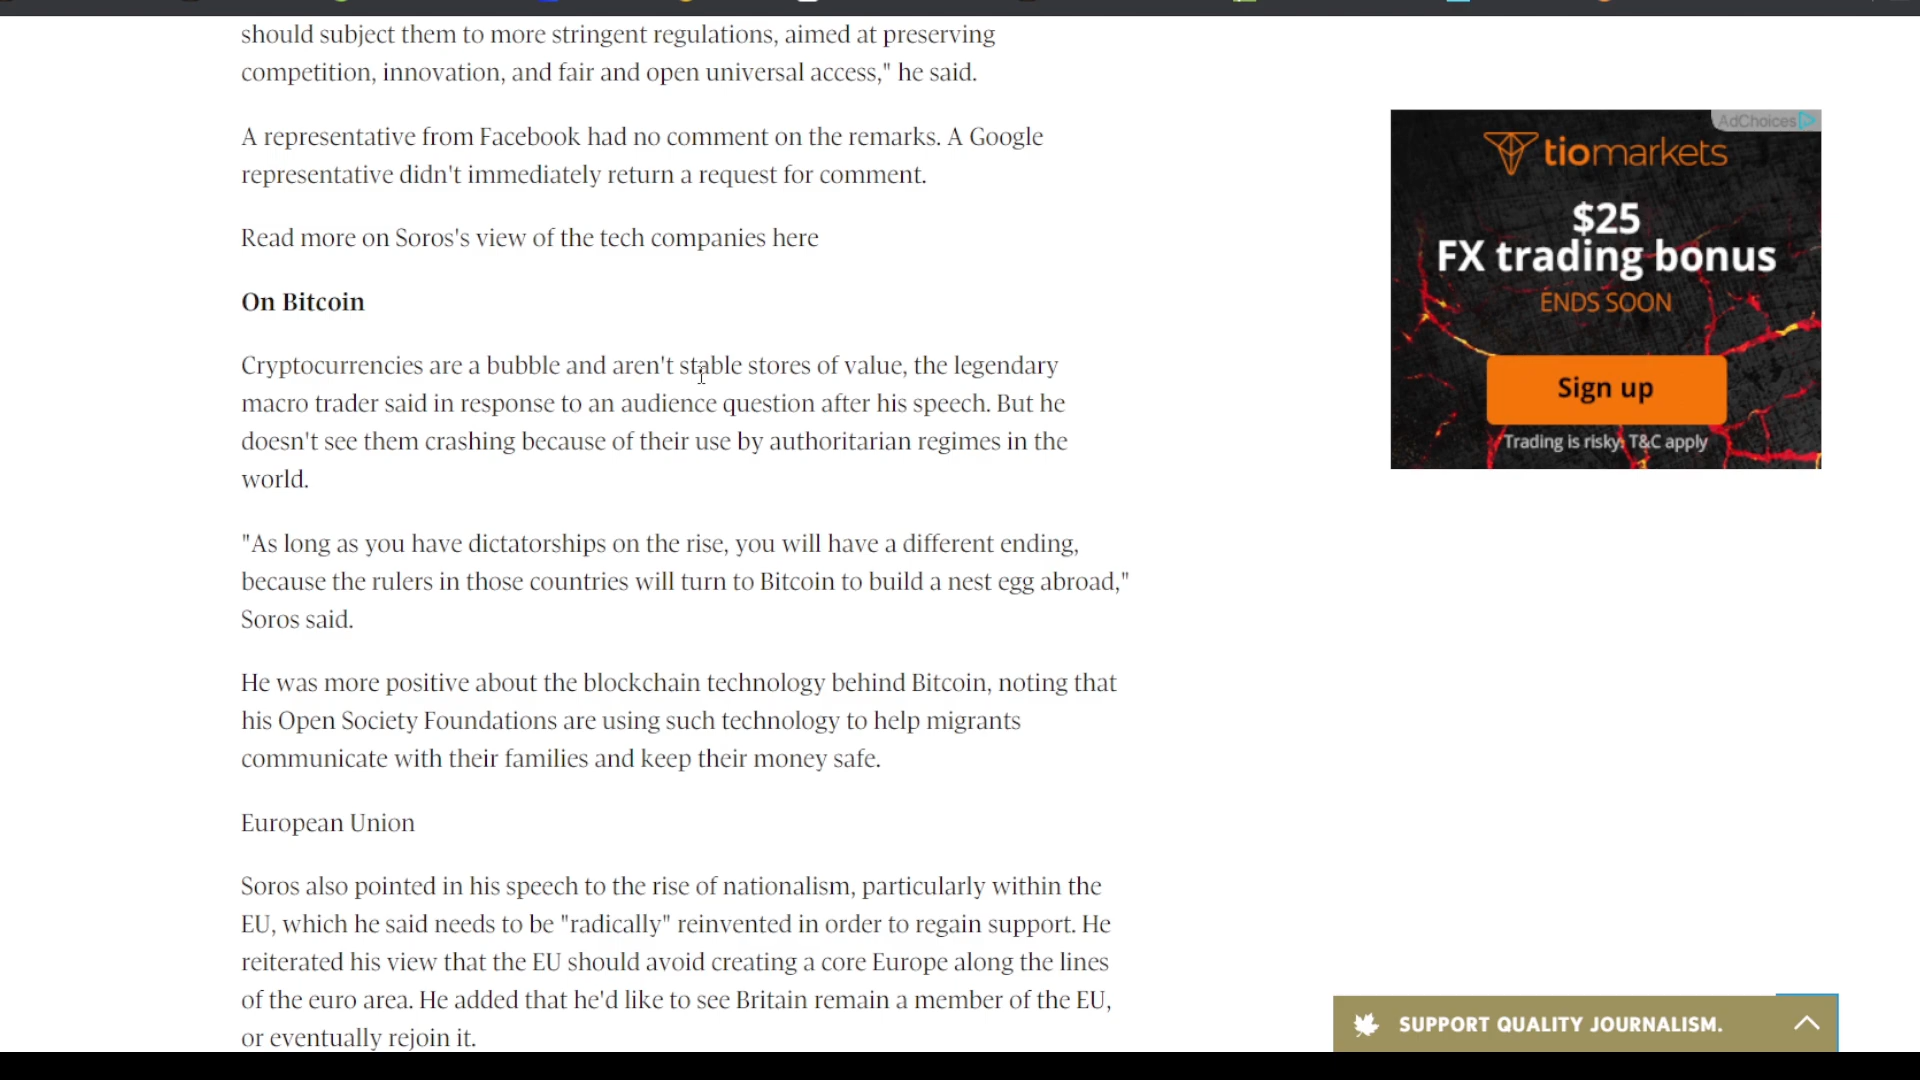 should subject them to more stringent regulations, aimed at preserving
competition, innovation, and fair and open universal access," he said.
A representative from Facebook had no comment on the remarks. A Google
representative didn't immediately return a request for comment.
Read more on Soros's view of the tech companies here
On Bitcoin
Cryptocurrencies are a bubble and aren't stable stores of value, the legendary
macro trader said in response to an audience question after his speech. But he
doesn't see them crashing because of their use by authoritarian regimes in the
world.
"As long as you have dictatorships on the rise, you will have a different ending,
because the rulers in those countries will turn to Bitcoin to build a nest egg abroad,"
Soros said.
He was more positive about the blockchain technology behind Bitcoin, noting that
his Open Society Foundations are using such technology to help migrants
communicate with their families and keep their money safe.
European Union
Soros also pointed in his speech to the rise of nationalism, particularly within the
EU, which he said needs to be "radically" reinvented in order to regain support. He
reiterated his view that the EU should avoid creating a core Europe along the lines
of the euro area. He added that he'd like to see Britain remain a member of the EU,
or eventually rejoin it.
AdChoices
tiomarkets
$25
FX trading bonus
ENDS SOON
Sign up
Trading is risky. T&C apply
SUPPORT QUALITY JOURNALISM.